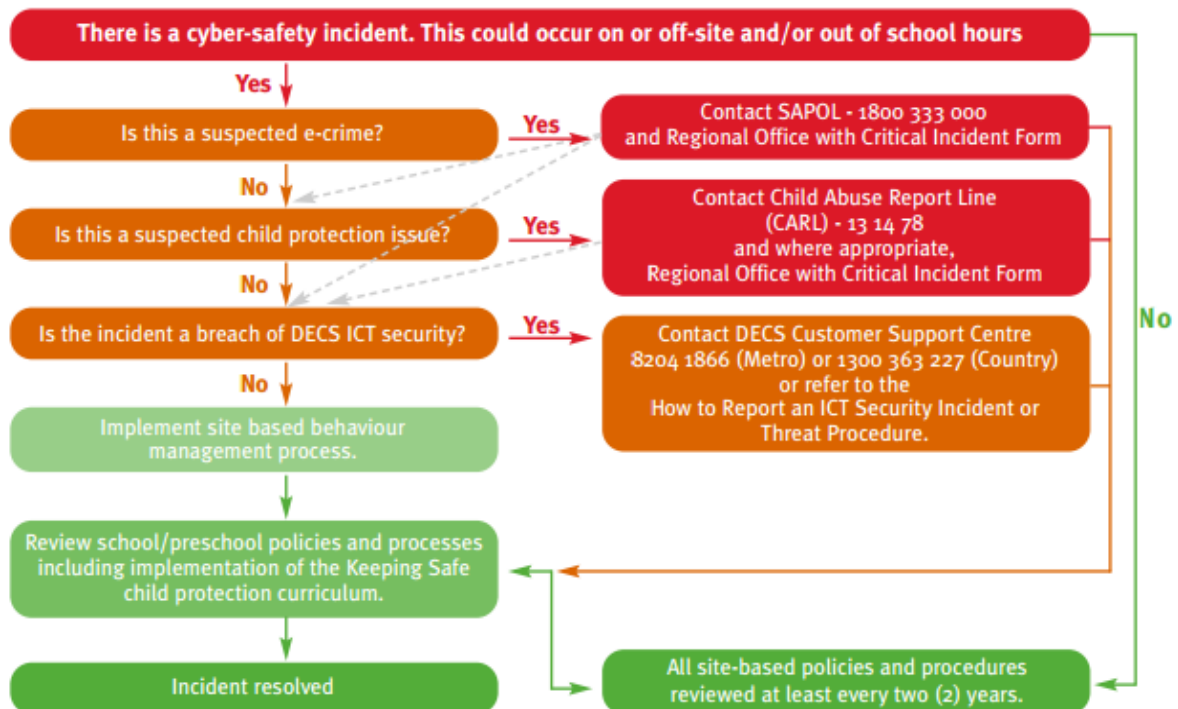 There is a cyber-safety incident. This could occur on or off-site and/or out of school hours
Yes
Is this a suspected e-crime?
Yes
Contact SAPOL - 1800 333 000
and Regional Office with Critical Incident Form
No
Is this a suspected child protection issue?
Yes
Contact Child Abuse Report Line
(CARL) - 13 14 78
and where appropriate,
Regional Office with Critical Incident Form
No
Is the incident a breach of DECS ICT security?
Yes
Contact DECS Customer Support Centre
8204 1866 (Metro) or 1300 363 227 (Country)
or refer to the
How to Report an ICT Security Incident or
Threat Procedure.
No
No
Implement site based behaviour
management process.
Review school/preschool policies and processes
including implementation of the Keeping Safe
child protection curriculum.
Incident resolved
All site-based policies and procedures
reviewed at least every two (2) years.